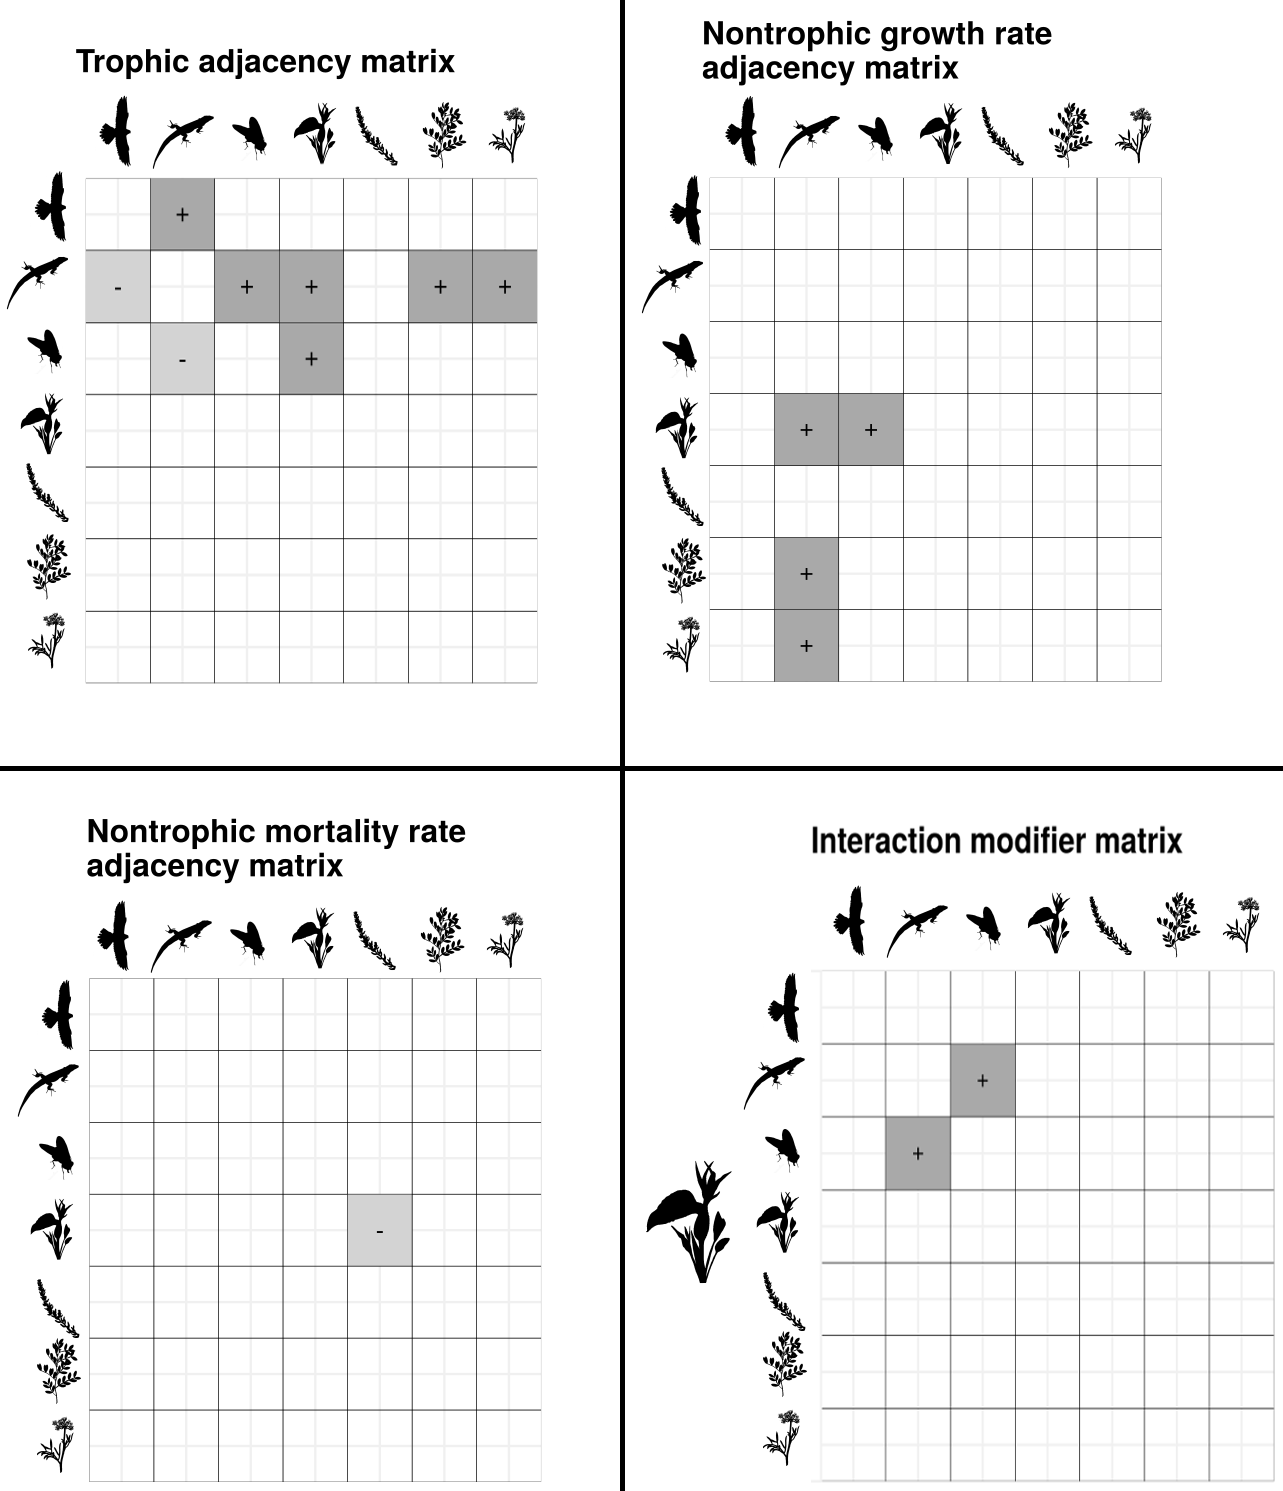 Trophic adjacency matrix
+
- + + + +
- +
Nontrophic growth rate
adjacency matrix
+ +
+
+
Nontrophic mortality rate
adjacency matrix
-
Interaction modifier matrix
+
+